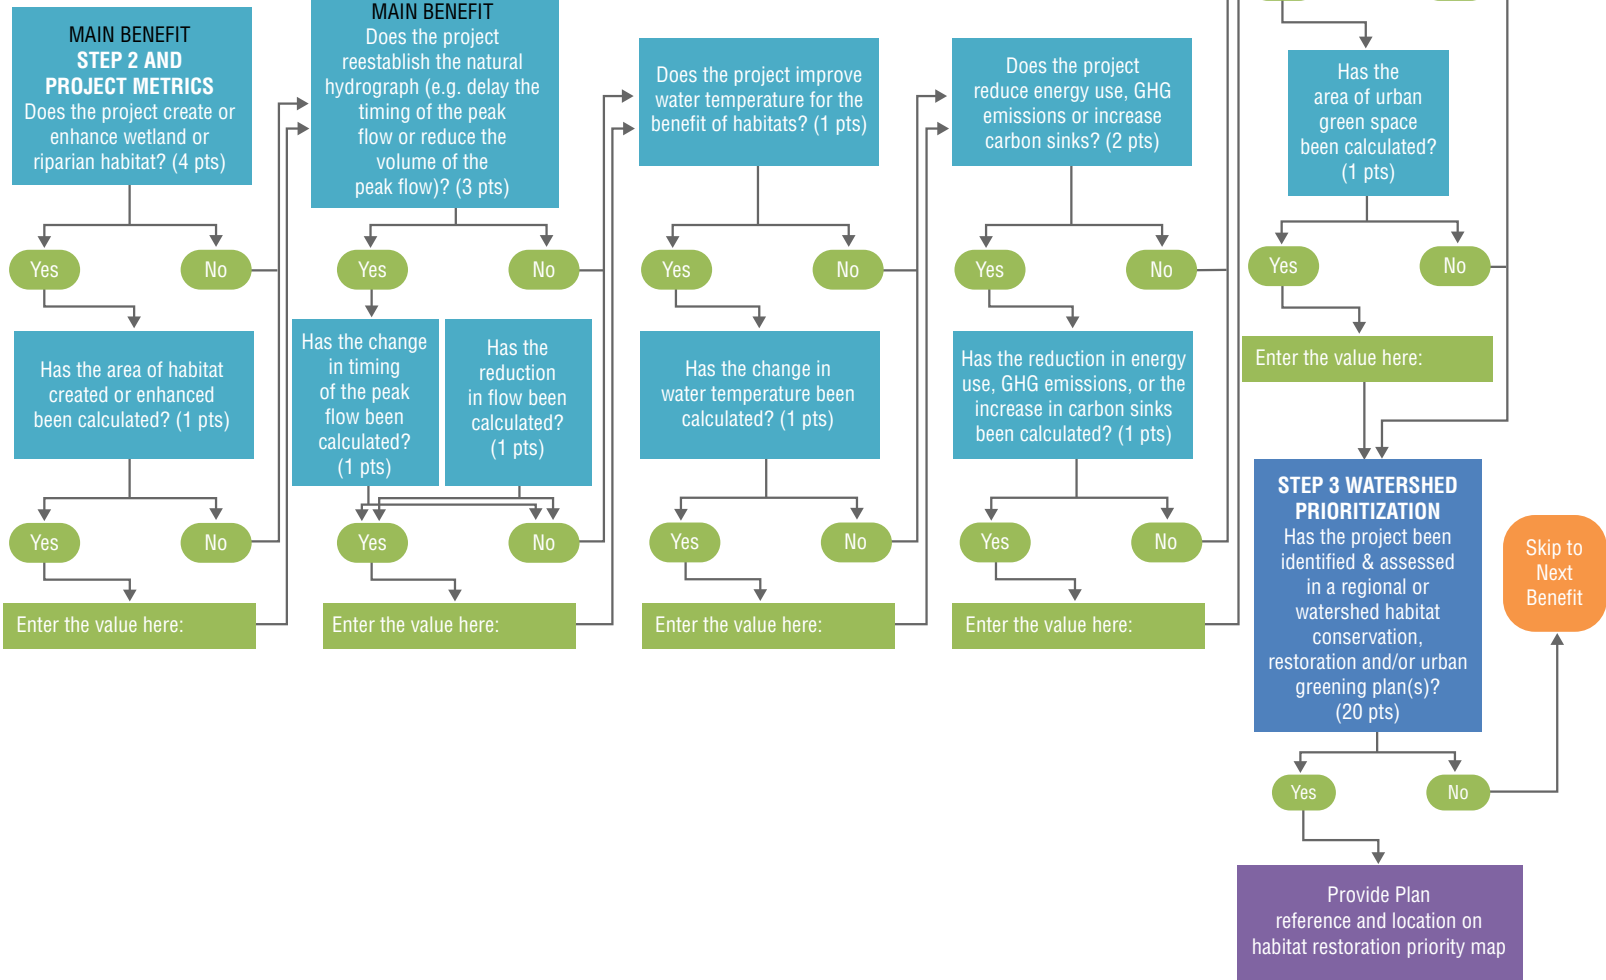 MAIN BENEFIT
STEP 2 AND
PROJECT METRICS
Does the project create or
enhance wetland or
riparian habitat? (4 pts)
Yes
No
Has the area of habitat
created or enhanced
been calculated? (1 pts)
Yes
No
Enter the value here:
MAIN BENEFIT
Does the project
reestablish the natural
hydrograph (e.g. delay the
timing of the peak
flow or reduce the
volume of the
peak flow)? (3 pts)
Yes
No
Has the change
in timing
of the peak
flow been
calculated?
(1 pts)
Has the
reduction
in flow been
calculated?
(1 pts)
Yes
No
Enter the value here:
Does the project improve
water temperature for the
benefit of habitats? (1 pts)
Yes
No
Has the change in
water temperature been
calculated? (1 pts)
Yes
No
Enter the value here:
Does the project
reduce energy use, GHG
emissions or increase
carbon sinks? (2 pts)
Yes
No
Has the reduction in energy
use, GHG emissions, or the
increase in carbon sinks
been calculated? (1 pts)
Yes
No
Enter the value here:
Has the
area of urban
green space
been calculated?
(1 pts)
Yes
No
Enter the value here:
STEP 3 WATERSHED
PRIORITIZATION
Has the project been
identified & assessed
in a regional or
watershed habitat
conservation,
restoration and/or urban
greening plan(s)?
(20 pts)
Skip to
Next
Benefit
Yes
No
Provide Plan
reference and location on
habitat restoration priority map